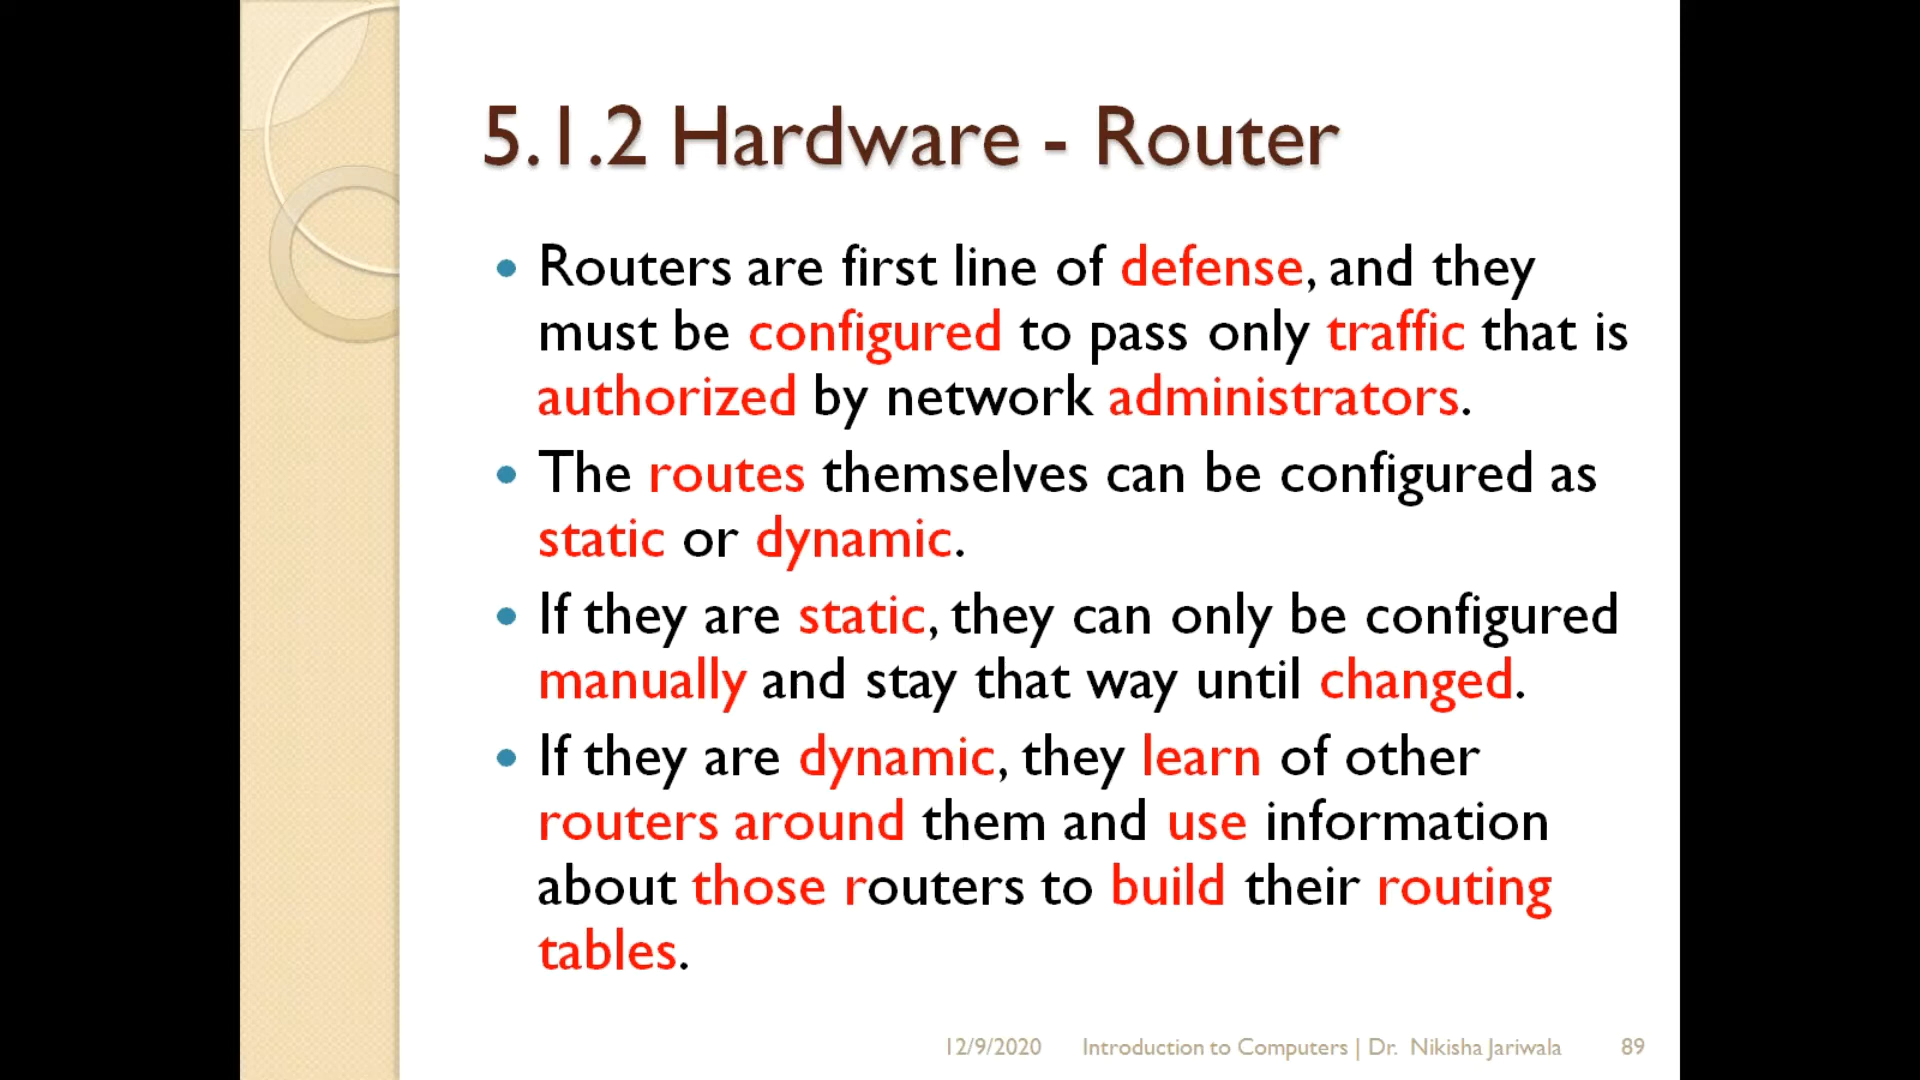 5.1.2 Hardware - Router
• Routers are first line of defense, and they
must be configured to pass only traffic that is
authorized by network administrators.
• The routes themselves can be configured as
static or dynamic.
• If they are static, they can only be configured
manually and stay that way until changed.
• If they are dynamic, they learn of other
routers around them and use information
about those routers to build their routing
tables.
12/9/2020 Introduction to Computers | Dr. Nikisha Jariwala 89